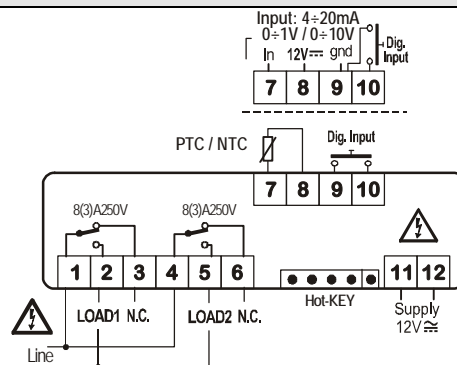 Input: 4÷20mA
0÷1V / 0÷10V
In 12V⎓ gnd
Dig.
Input
7 8 9 10
PTC / NTC
Dig. Input
7 8 9 10
8(3)A250V 8(3)A250V
1 2 3 4 5 6 11 12
LOAD1 N.C. LOAD2 N.C.
Hot-KEY
Supply
12V≅
Line